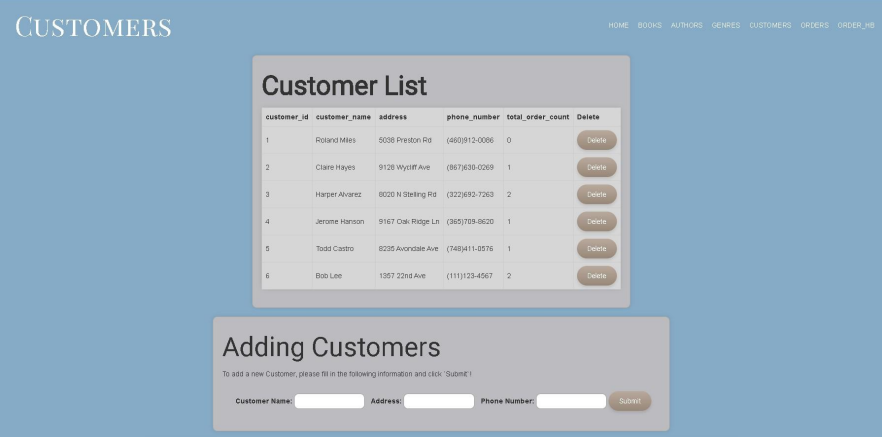 Customers
HOME BOOKS AUTHORS GENRES CUSTOMERS ORDERS ORDER_HB
Customer List
customer_id customer_name address phone_number total_order_count Delete
1 Roland Miles 5038 Preston Rd (460)912-0086 0 Delete
2 Claire Hayes 9128 Wycliff Ave (867)630-0269 1 Delete
3 Harper Alvarez 8020 N Stelling Rd (322)692-7263 2 Delete
4 Jerome Hanson 9167 Oak Ridge Ln (365)709-8620 1 Delete
5 Todd Castro 8235 Avondale Ave (748)411-0576 1 Delete
6 Bob Lee 1357 22nd Ave (111)123-4567 2 Delete
Adding Customers
To add a new Customer, please fill in the following information and click `Submit`!
Customer Name: Address: Phone Number: Submit